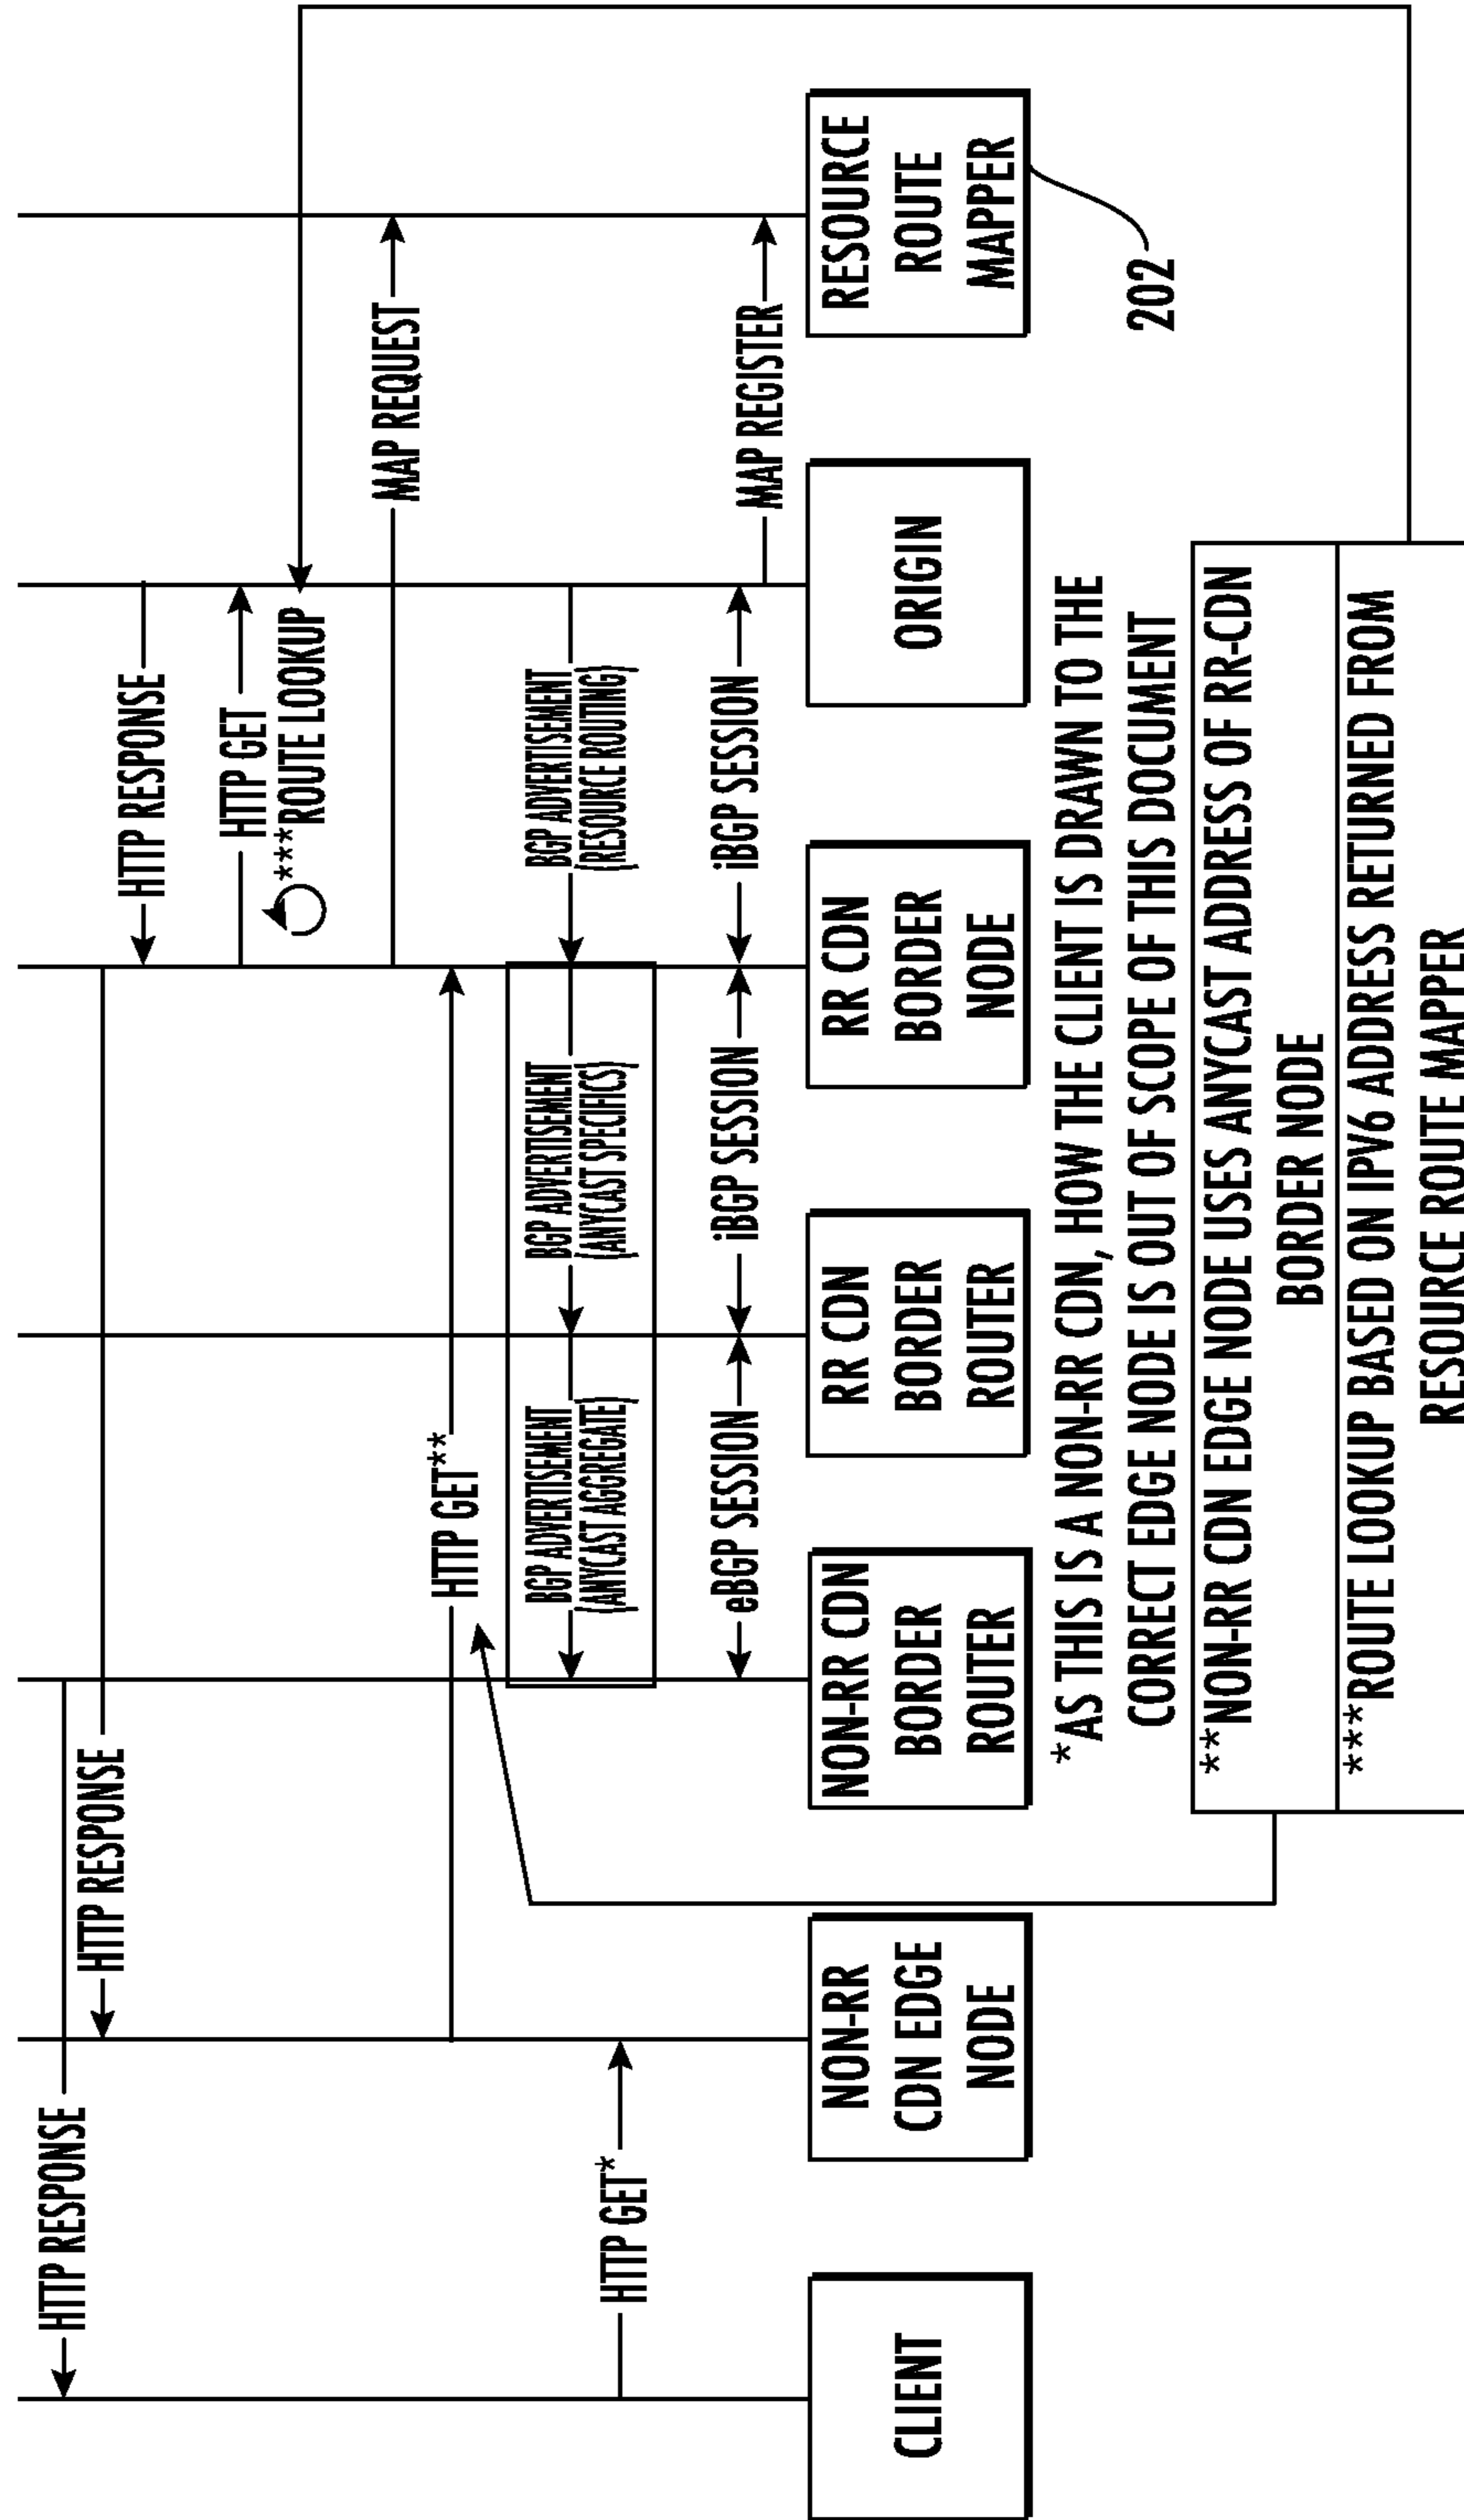 HTTP RESPONSE
HTTP RESPONSE
HTTP RESPONSE
HTTP GET
***ROUTE LOOKUP
MAP REQUEST
HTTP GET**
BGP ADVERTISEMENT
(ANYCAST AGGREGATE)
BGP ADVERTISEMENT
(ANYCAST SPECIFICS)
BGP ADVERTISEMENT
(RESOURCE ROUTING)
HTTP GET*
eBGP SESSION
iBGP SESSION
iBGP SESSION
MAP REGISTER
CLIENT
NON-RR
CDN EDGE
NODE
NON-RR CDN
BORDER
ROUTER
RR CDN
BORDER
ROUTER
RR CDN
BORDER
NODE
ORIGIN
RESOURCE
ROUTE
MAPPER
202
*AS THIS IS A NON-RR CDN, HOW THE CLIENT IS DRAWN TO THE
CORRECT EDGE NODE IS OUT OF SCOPE OF THIS DOCUMENT
**NON-RR CDN EDGE NODE USES ANYCAST ADDRESS OF RR-CDN
BORDER NODE
***ROUTE LOOKUP BASED ON IPV6 ADDRESS RETURNED FROM
RESOURCE ROUTE MAPPER